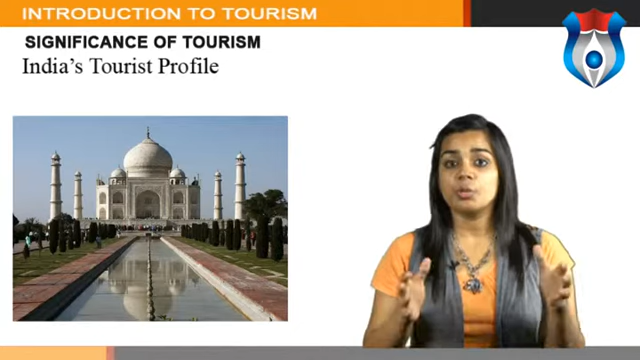 INTRODUCTION TO TOURISM
SIGNIFICANCE OF TOURISM
India's Tourist Profile